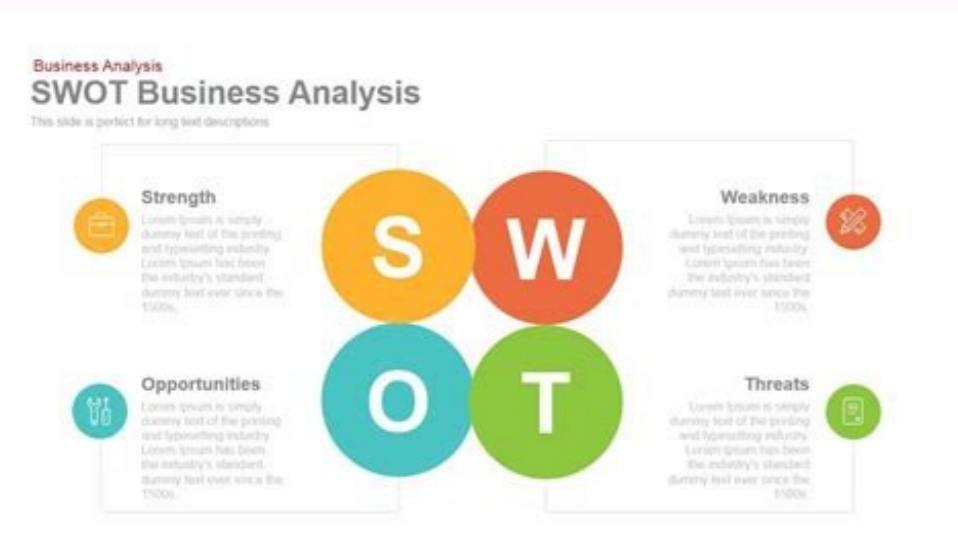 Business Analysis
SWOT Business Analysis
This slide is perfect for long text descriptions
Strength
Lorem Ipsum is simply
dummy text of the printing
and typesetting industry.
Lorem Ipsum has been
the industry's standard
dummy text ever since the
1500s.
S
W
Weakness
Lorem Ipsum is simply
dummy text of the printing
and typesetting industry.
Lorem Ipsum has been
the industry's standard
dummy text ever since the
1500s.
Opportunities
Lorem Ipsum is simply
dummy text of the printing
and typesetting industry.
Lorem Ipsum has been
the industry's standard
dummy text ever since the
1500s.
O
T
Threats
Lorem Ipsum is simply
dummy text of the printing
and typesetting industry.
Lorem Ipsum has been
the industry's standard
dummy text ever since the
1500s.